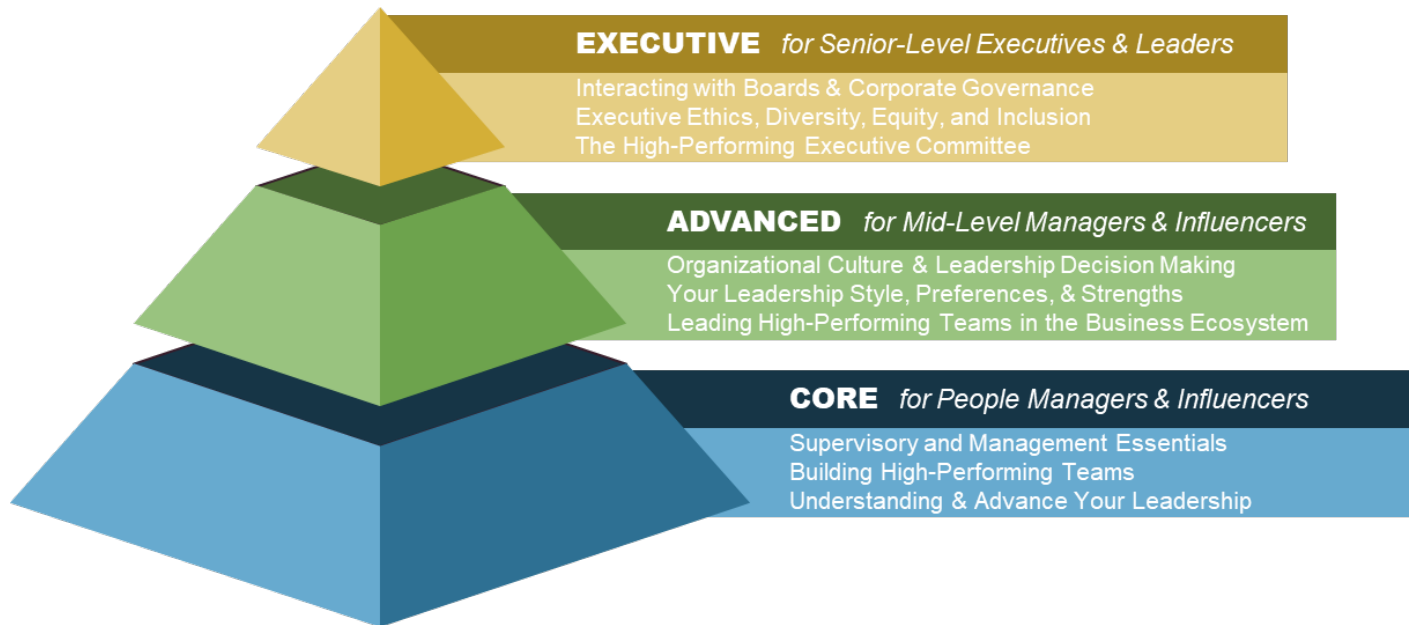 EXECUTIVE for Senior-Level Executives & Leaders
Interacting with Boards & Corporate Governance
Executive Ethics, Diversity, Equity, and Inclusion
The High-Performing Executive Committee
ADVANCED for Mid-Level Managers & Influencers
Organizational Culture & Leadership Decision Making
Your Leadership Style, Preferences, & Strengths
Leading High-Performing Teams in the Business Ecosystem
CORE for People Managers & Influencers
Supervisory and Management Essentials
Building High-Performing Teams
Understanding & Advance Your Leadership